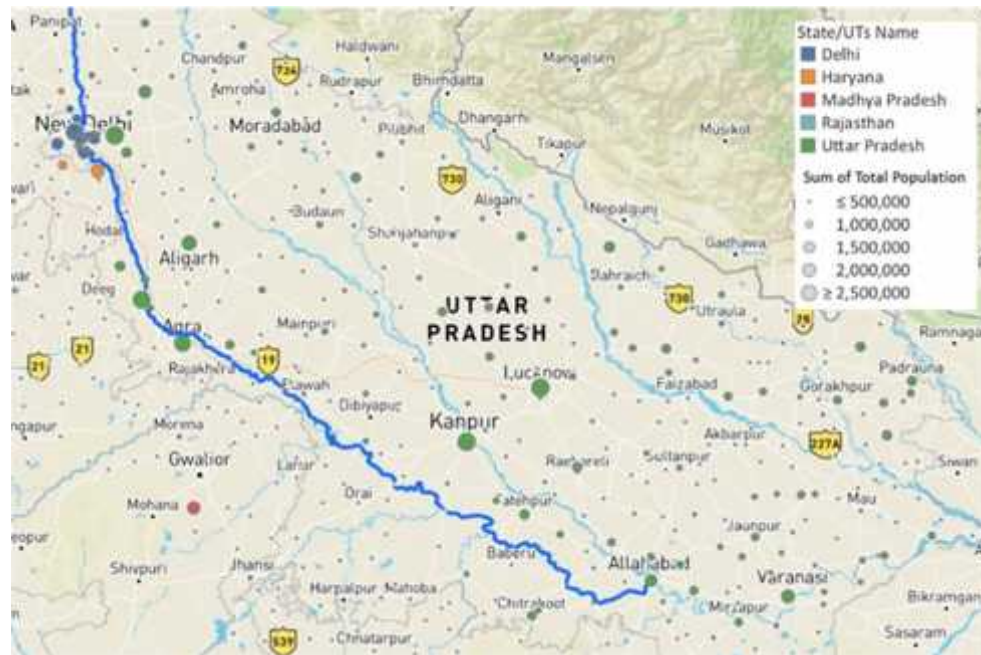 Panipat
Chandpur
Haldwani
Mangalsen
724
Amroha
Rudrapur
Bhimdatta
New Delhi
Moradabad
Pilibhit
Dhangarhi
Musikot
Tikapur
730
Aligani
Nepalgunj
Hodal
Budaun
Shahjahanpur
Gadhawa
Aligarh
Bahraich
Deeg
UTTAR
PRADESH
730
Utraula
79
Agra
Mainpuri
Ramnaga
21
21
19
Rajakhera
Etawah
Lucknow
Faizabad
Gorakhpur
Padrauna
Dibiyapur
Kanpur
Morena
Akbarpur
227A
Gwalior
Lahar
Raebareli
Sultanpur
Siwan
Mohana
Orai
Fatehpur
Mau
Jaunpur
Baberu
Allahabad
Varanasi
Shivpuri
Jhansi
Harpalpur
Mahoba
Chitrakoot
Mirzapur
Bikramgan
539
Chhatarpur
Sasaram
State/UTs Name
Delhi
Haryana
Madhya Pradesh
Rajasthan
Uttar Pradesh
Sum of Total Population
≤ 500,000
1,000,000
1,500,000
2,000,000
≥ 2,500,000